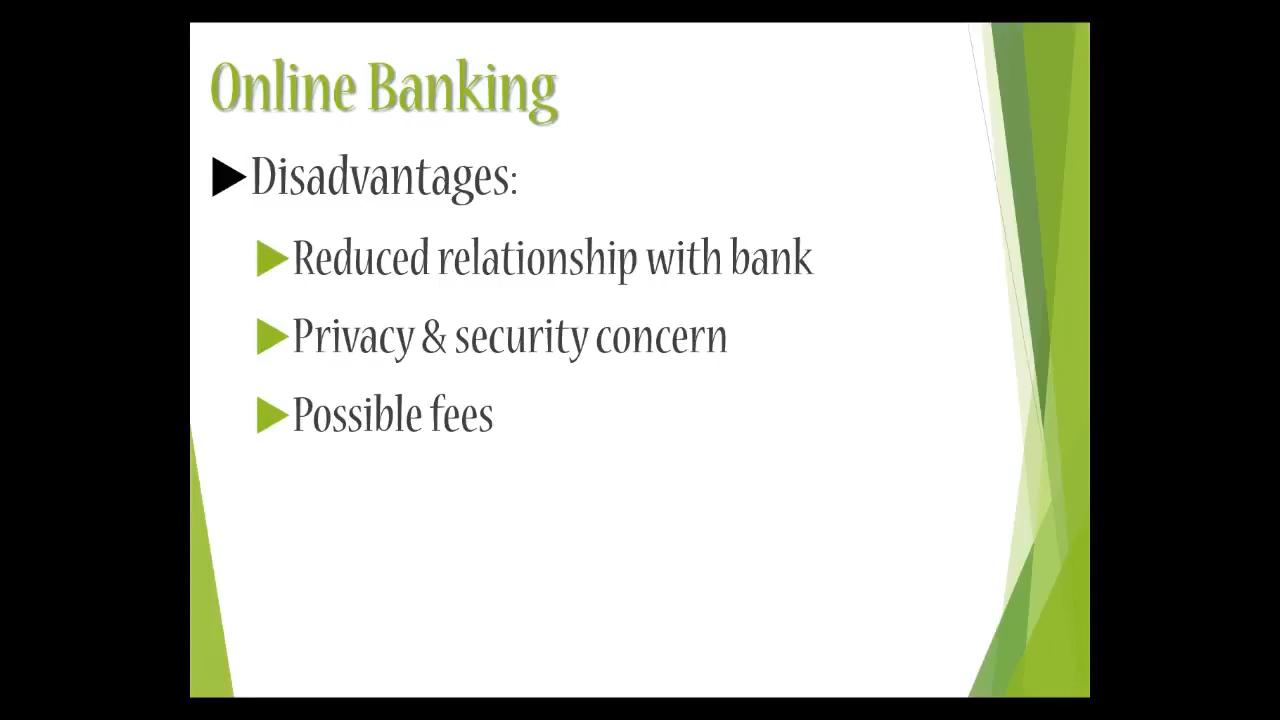 Online Banking
Disadvantages:
Reduced relationship with bank
Privacy & security concern
Possible fees